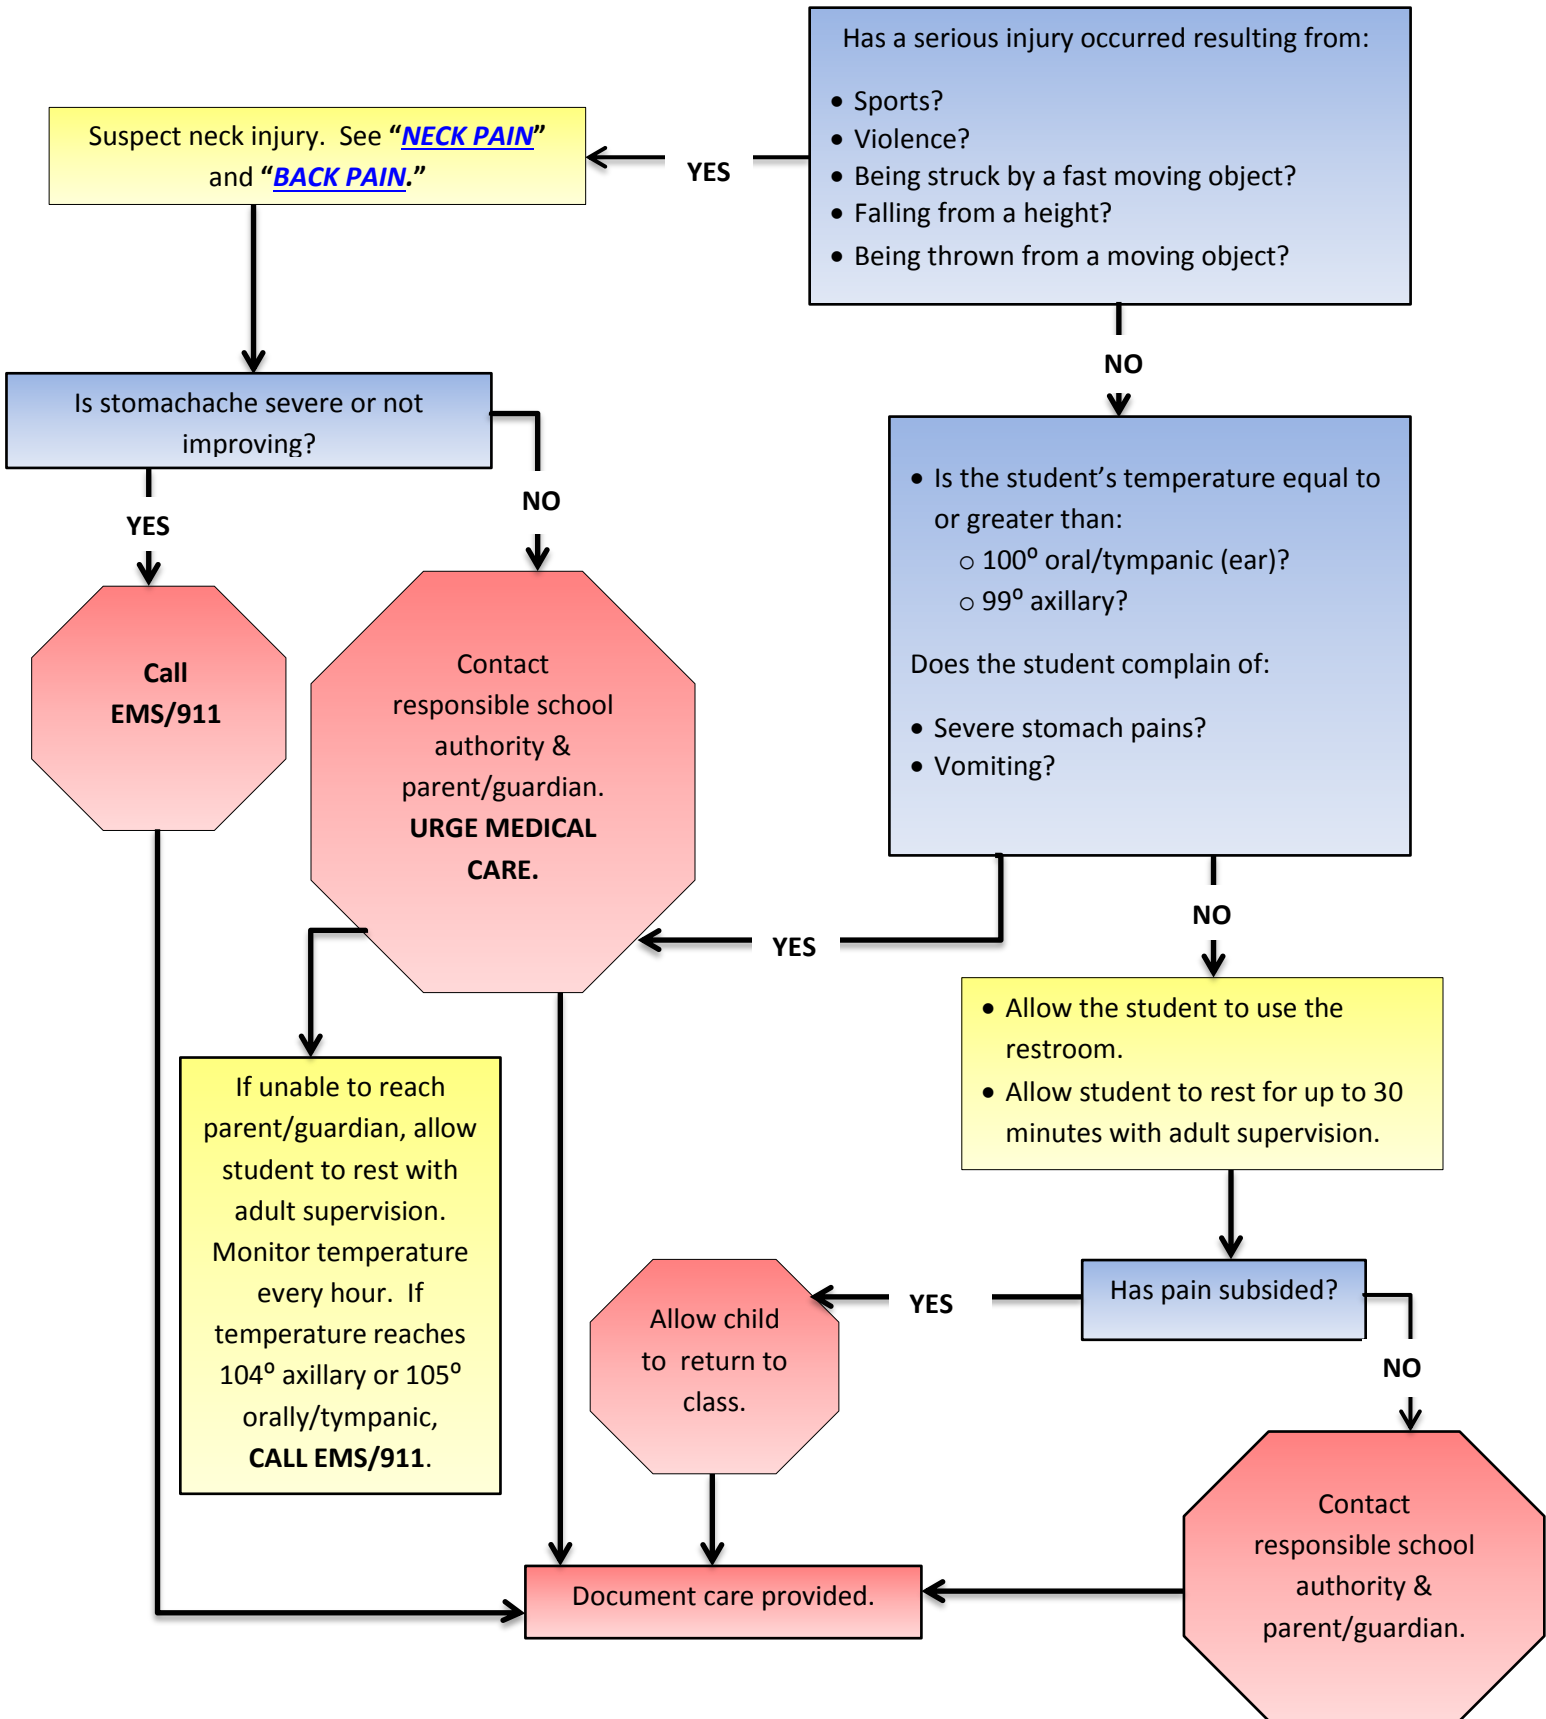 Has a serious injury occurred resulting from:
• Sports?
• Violence?
• Being struck by a fast moving object?
• Falling from a height?
• Being thrown from a moving object?
YES
Suspect neck injury.  See “NECK PAIN”
and “BACK PAIN.”
NO
Is stomachache severe or not
improving?
YES
NO
Call
EMS/911
Contact
responsible school
authority &
parent/guardian.
URGE MEDICAL
CARE.
• Is the student’s temperature equal to
or greater than:
o 100⁰ oral/tympanic (ear)?
o 99⁰ axillary?
Does the student complain of:
• Severe stomach pains?
• Vomiting?
YES
NO
If unable to reach
parent/guardian, allow
student to rest with
adult supervision.
Monitor temperature
every hour.  If
temperature reaches
104⁰ axillary or 105⁰
orally/tympanic,
CALL EMS/911.
• Allow the student to use the
restroom.
• Allow student to rest for up to 30
minutes with adult supervision.
Has pain subsided?
YES
NO
Allow child
to  return to
class.
Contact
responsible school
authority &
parent/guardian.
Document care provided.